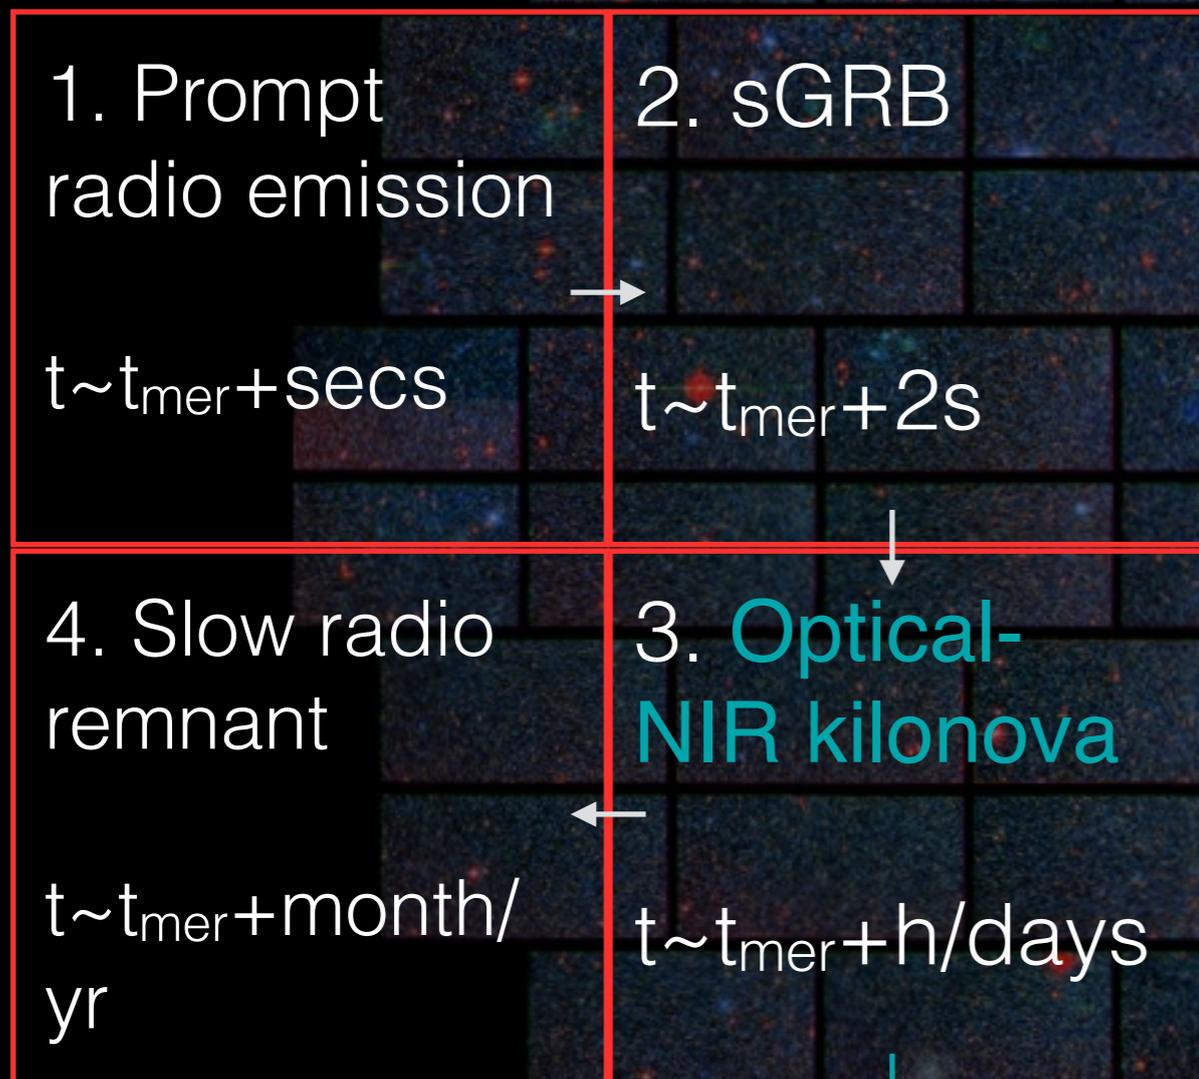 1. Prompt
radio emission
t~tmer+secs
2. sGRB
t~tmer+2s
3. Optical-
NIR kilonova
t~tmer+h/days
4. Slow radio
remnant
t~tmer+month/
yr